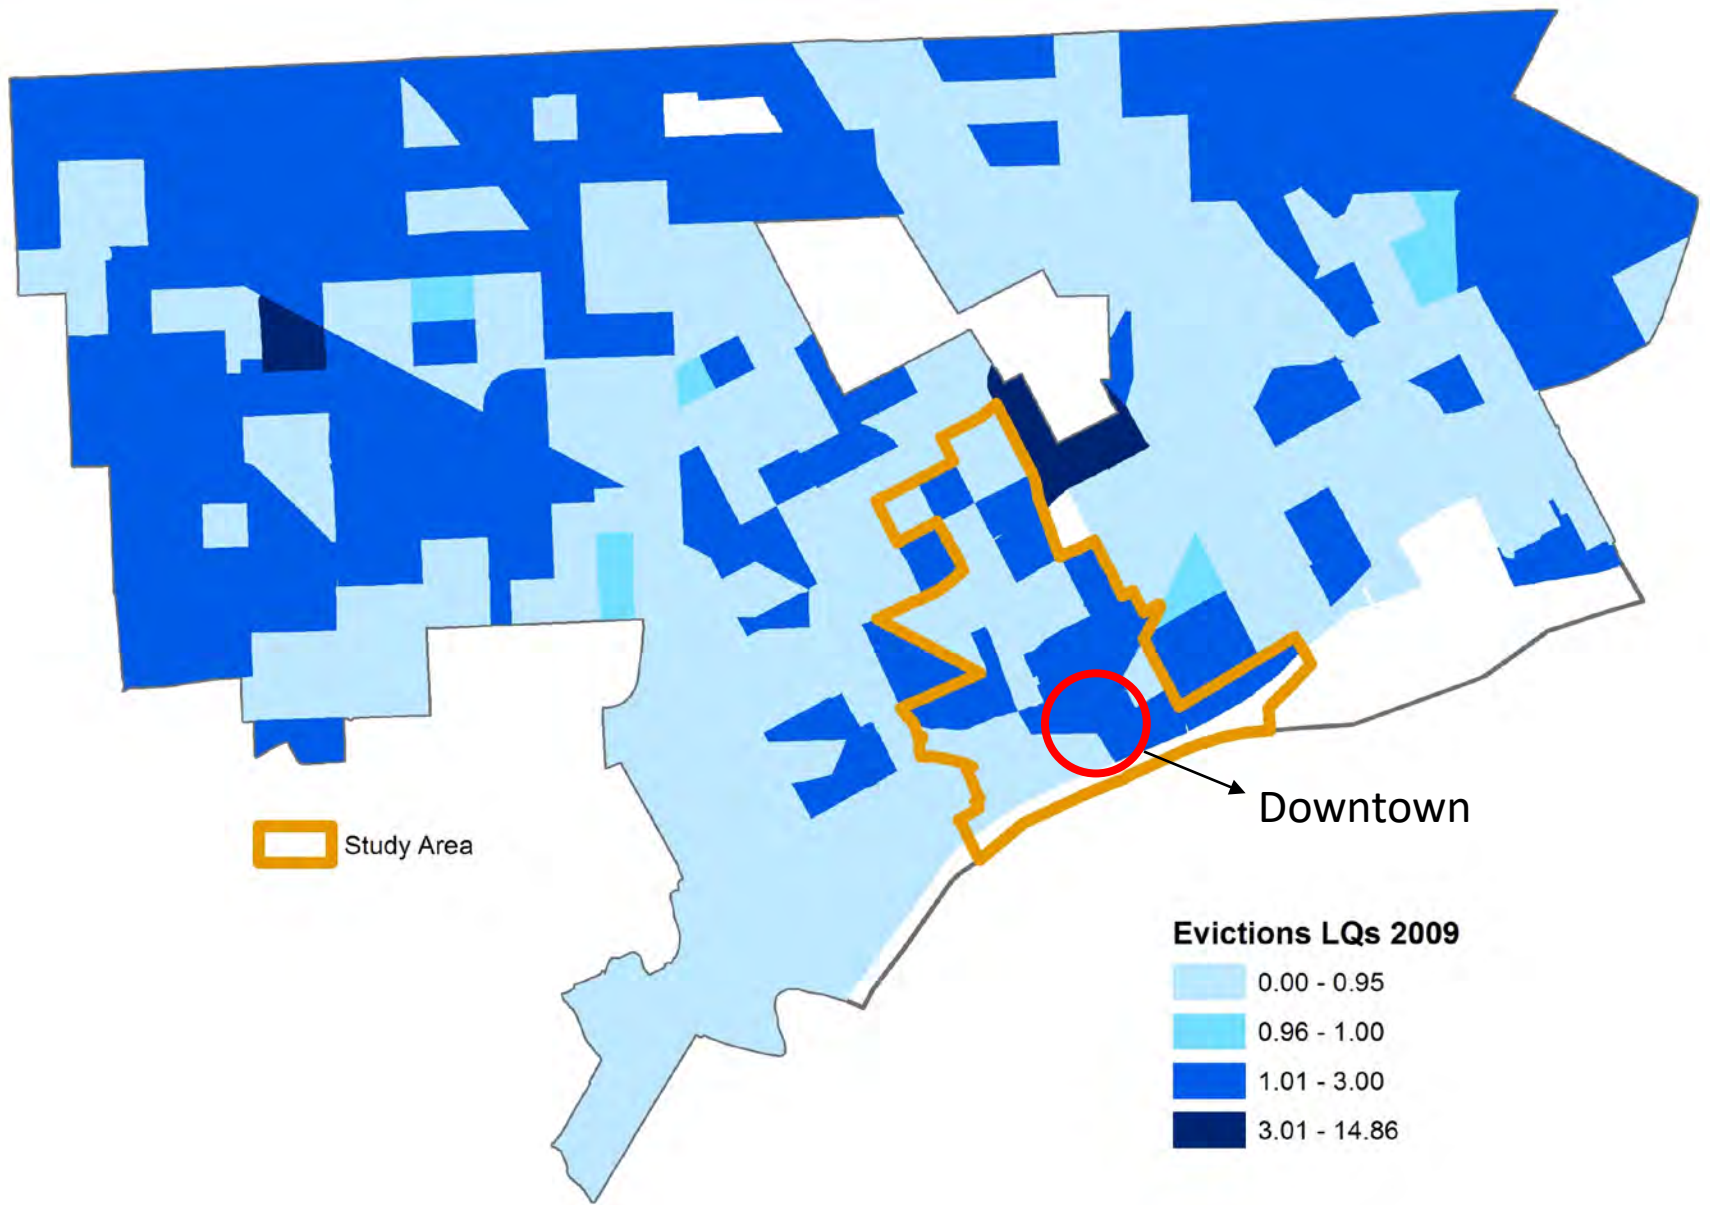 Downtown
Study Area
Evictions LQs 2009
0.00 - 0.95
0.96 - 1.00
1.01 - 3.00
3.01 - 14.86